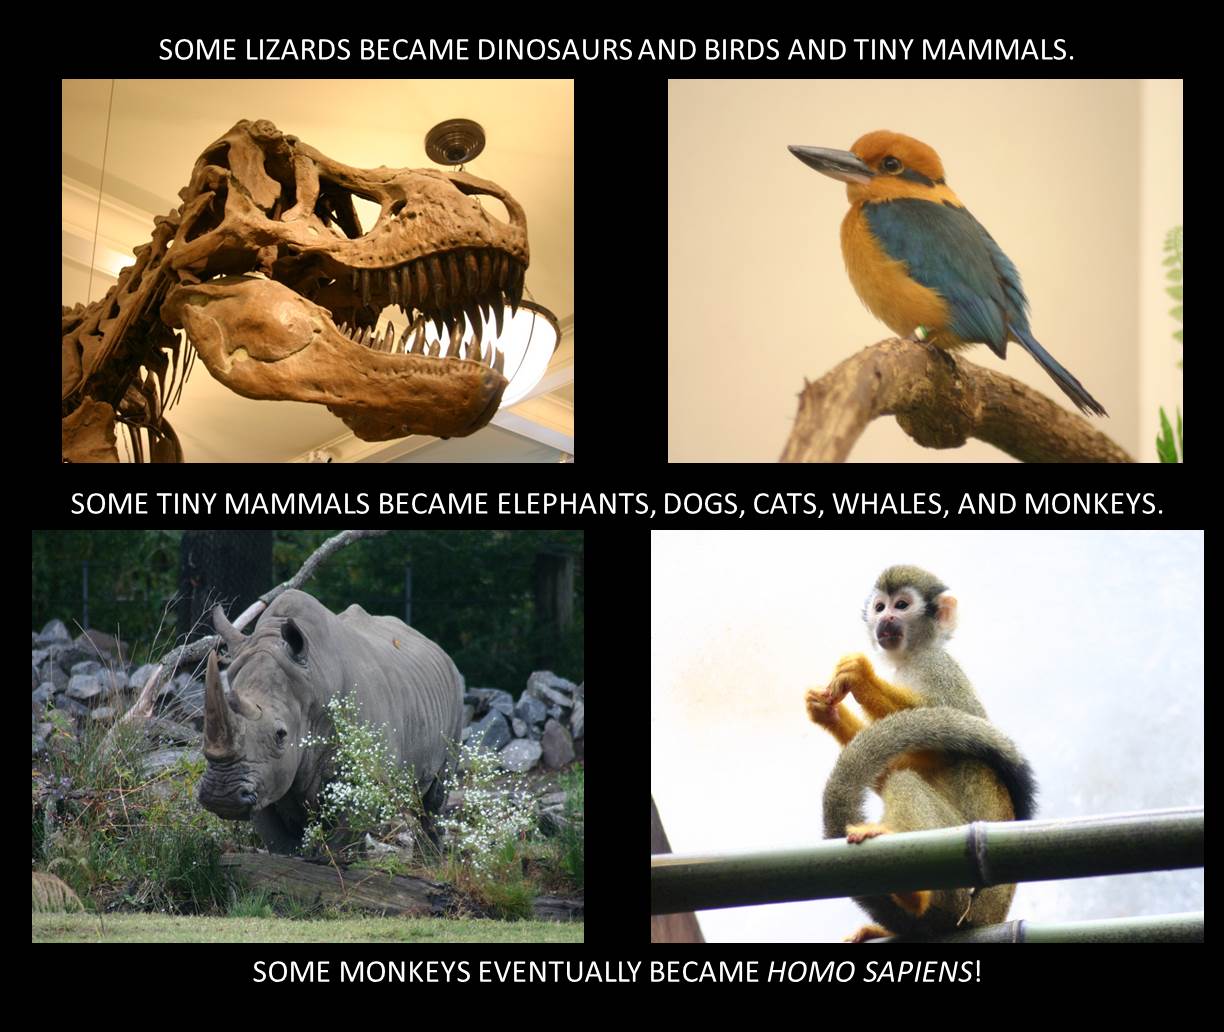 SOME LIZARDS BECAME DINOSAURS AND BIRDS AND TINY MAMMALS.
SOME TINY MAMMALS BECAME ELEPHANTS, DOGS, CATS, WHALES, AND MONKEYS.
SOME MONKEYS EVENTUALLY BECAME HOMO SAPIENS!